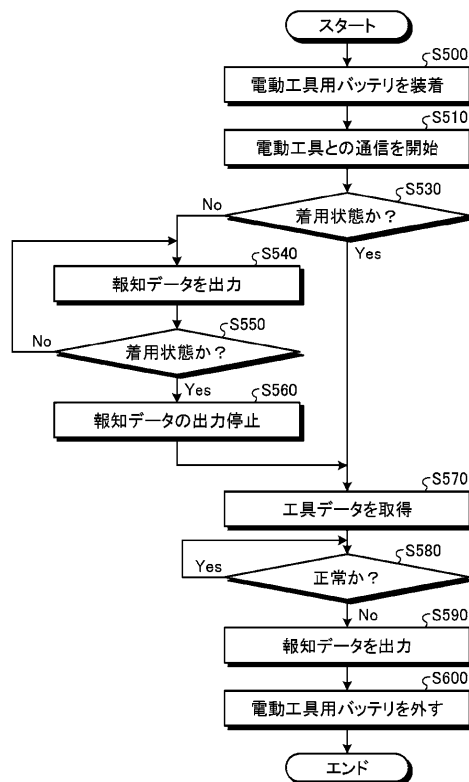 スタート
S500
電動工具用バッテリを装着
S510
電動工具との通信を開始
S530
着用状態か？
No
Yes
S540
報知データを出力
S550
着用状態か？
No
Yes
S560
報知データの出力停止
S570
工具データを取得
S580
正常か？
Yes
No
S590
報知データを出力
S600
電動工具用バッテリを外す
エンド